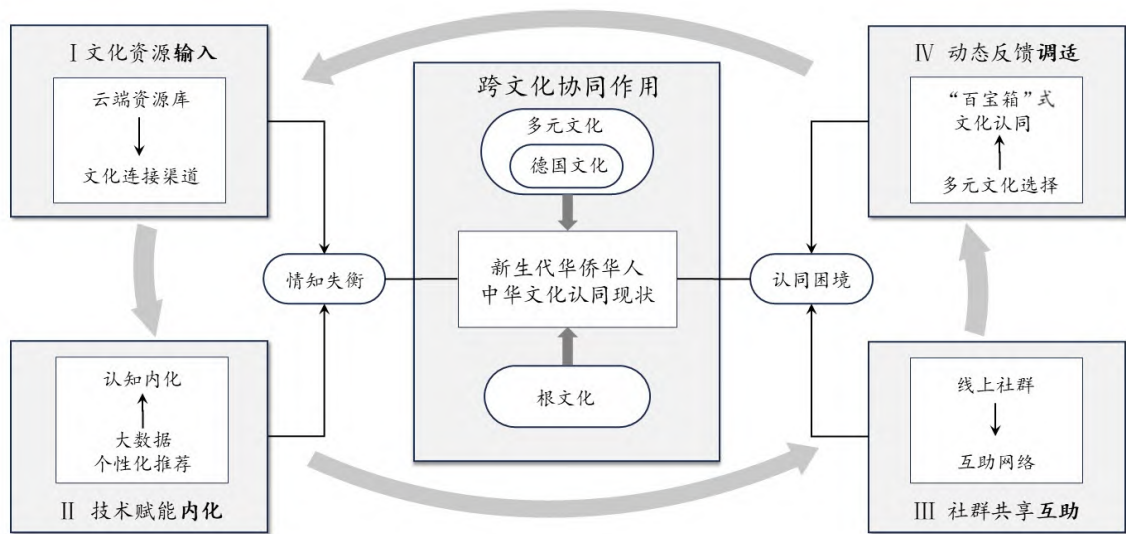 Ⅰ 文化资源输入
云端资源库
文化连接渠道
认知内化
大数据
个性化推荐
Ⅱ 技术赋能内化
情知失衡
跨文化协同作用
多元文化
德国文化
新生代华侨华人
中华文化认同现状
根文化
认同困境
Ⅳ 动态反馈调适
“百宝箱”式
文化认同
多元文化选择
线上社群
互助网络
Ⅲ 社群共享互助